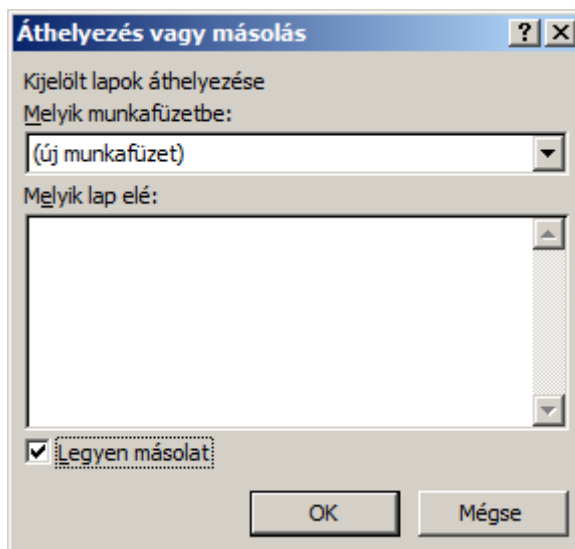 Áthelyezés vagy másolás
Kijelölt lapok áthelyezése
Melyik munkafüzetbe:
(új munkafüzet)
Melyik lap elé:
Legyen másolat
OK Mégse